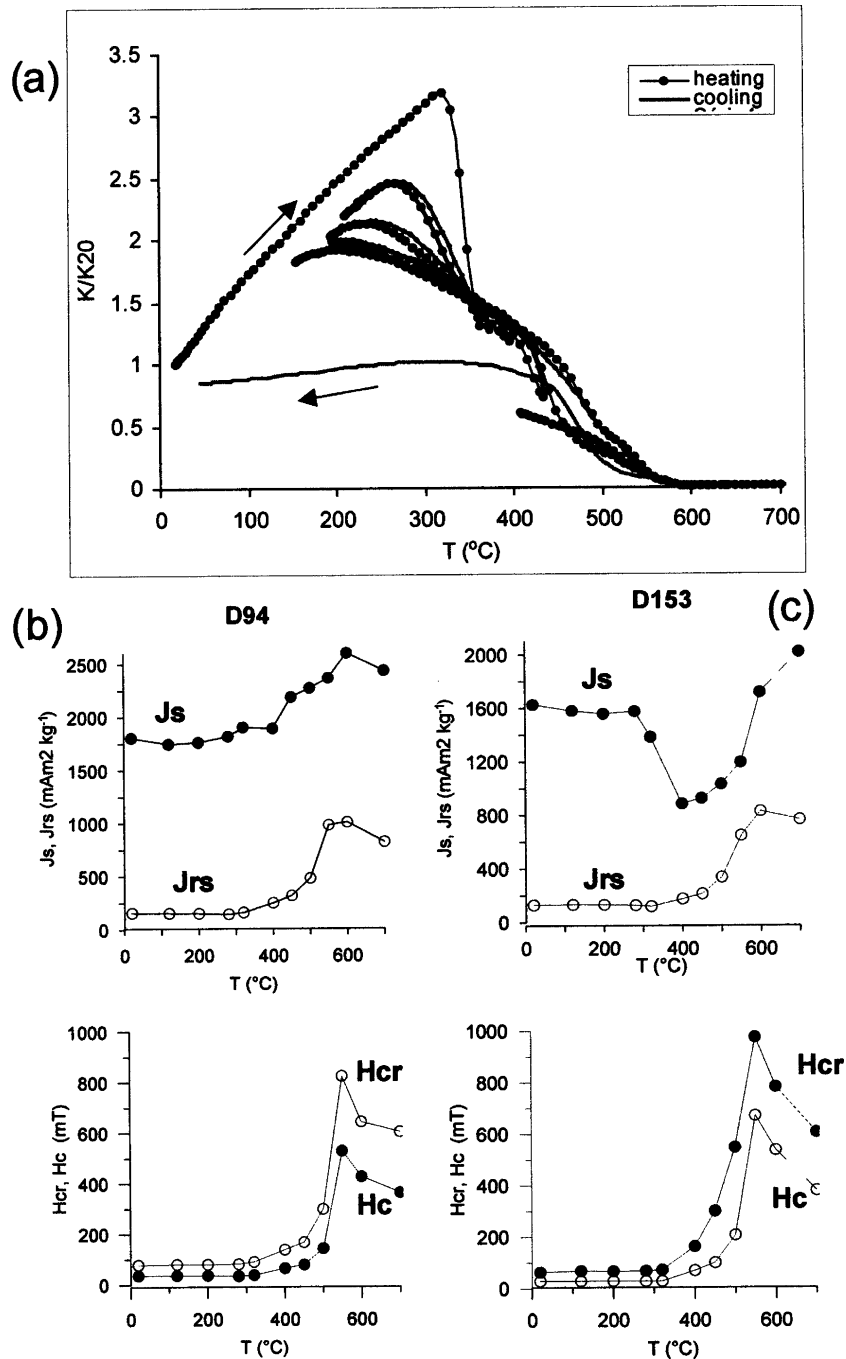 (a)
3.5
3
2.5
2
1.5
1
0.5
0
K/K20
heating
cooling
0 100 200 300 400 500 600 700
T (°C)
(b)
D94
2500
2000
1750
1500
1000
500
250
0
Js, Jrs (mAm2 kg⁻¹)
Js
Jrs
0 200 400 600
T (°C)
D153
(c)
2000
1600
1200
800
400
0
Js, Jrs (mAm2 kg⁻¹)
Js
Jrs
0 200 400 600
T (°C)
1000
800
600
400
200
0
Hcr, Hc (mT)
Hcr
Hc
0 200 400 600
T (°C)
1000
800
600
400
200
0
Hcr, Hc (mT)
Hcr
Hc
0 200 400 600
T (°C)